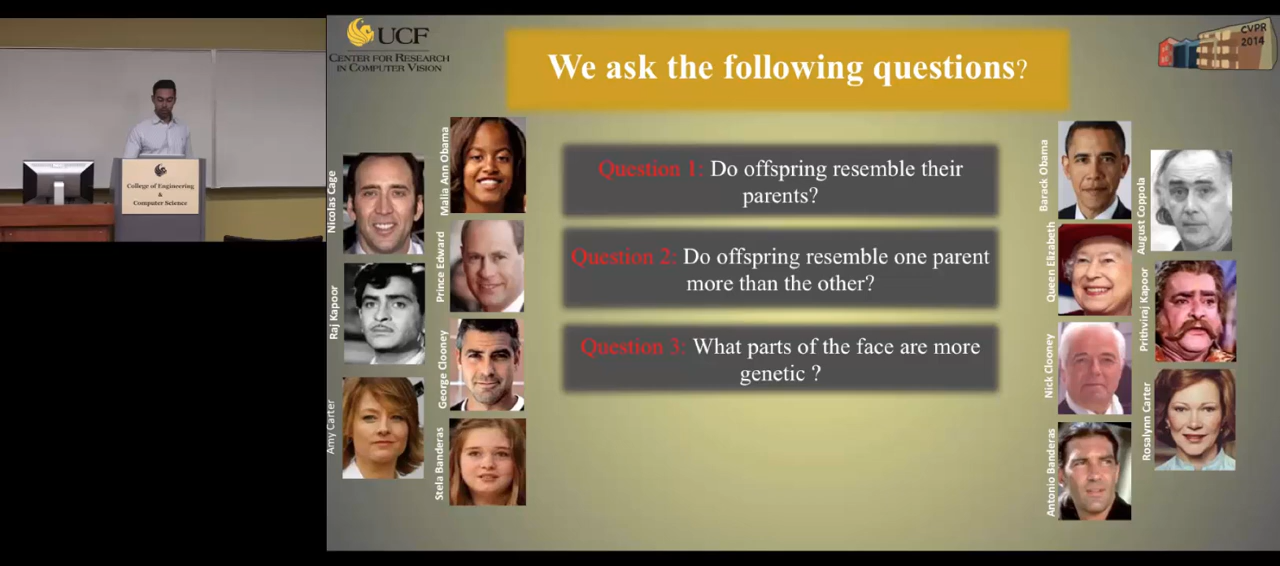 UCF
CENTER FOR RESEARCH
IN COMPUTER VISION
We ask the following questions?
CVPR
2014
Question 1: Do offspring resemble their
parents?
Question 2: Do offspring resemble one parent
more than the other?
Question 3: What parts of the face are more
genetic ?
Nicolas Cage
Malia Ann Obama
Raj Kapoor
Prince Edward
Amy Carter
George Clooney
Stela Banderas
Barack Obama
August Coppola
Queen Elizabeth
Prithviraj Kapoor
Nick Clooney
Rosalynn Carter
Antonio Banderas
College of Engineering
&
Computer Science